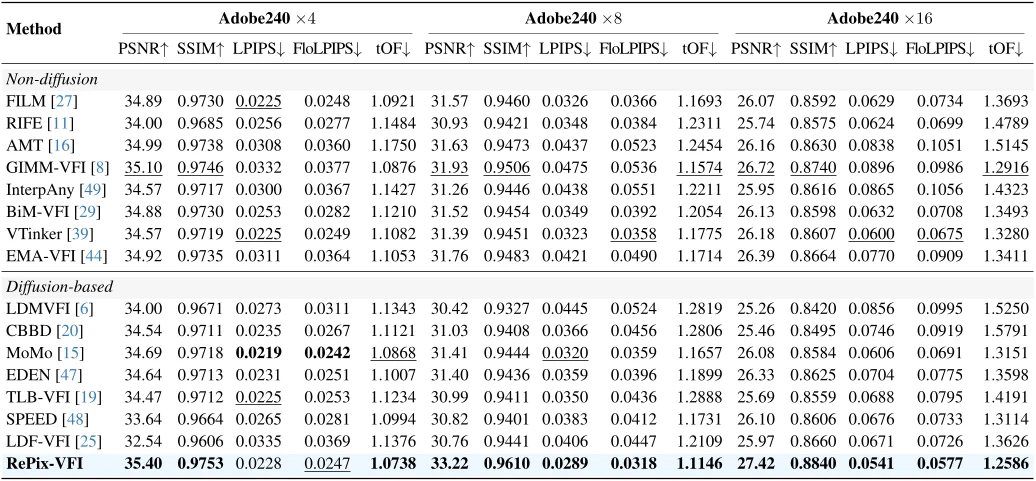 Method Adobe240 ×4 Adobe240 ×8 Adobe240 ×16
PSNR↑ SSIM↑ LPIPS↓ FloLPIPS↓ tOF↓ PSNR↑ SSIM↑ LPIPS↓ FloLPIPS↓ tOF↓ PSNR↑ SSIM↑ LPIPS↓ FloLPIPS↓ tOF↓
Non-diffusion
FILM [27] 34.89 0.9730 0.0225 0.0248 1.0921 31.57 0.9460 0.0326 0.0366 1.1693 26.07 0.8592 0.0629 0.0734 1.3693
RIFE [11] 34.00 0.9685 0.0256 0.0277 1.1484 30.93 0.9421 0.0348 0.0384 1.2311 25.74 0.8575 0.0624 0.0699 1.4789
AMT [16] 34.99 0.9738 0.0308 0.0360 1.1750 31.63 0.9473 0.0437 0.0523 1.2454 26.16 0.8630 0.0838 0.1051 1.5145
GIMM-VFI [8] 35.10 0.9746 0.0332 0.0377 1.0876 31.93 0.9506 0.0475 0.0536 1.1574 26.72 0.8740 0.0896 0.0986 1.2916
InterpAny [49] 34.57 0.9717 0.0300 0.0367 1.1427 31.26 0.9446 0.0438 0.0551 1.2211 25.95 0.8616 0.0865 0.1056 1.4323
BiM-VFI [29] 34.88 0.9730 0.0253 0.0282 1.1210 31.52 0.9454 0.0349 0.0392 1.2054 26.13 0.8598 0.0632 0.0708 1.3493
VTinker [39] 34.57 0.9719 0.0225 0.0249 1.1082 31.39 0.9451 0.0323 0.0358 1.1775 26.18 0.8607 0.0600 0.0675 1.3280
EMA-VFI [44] 34.92 0.9735 0.0311 0.0364 1.1053 31.76 0.9483 0.0421 0.0490 1.1714 26.39 0.8664 0.0770 0.0909 1.3411
Diffusion-based
LDMVFI [6] 34.00 0.9671 0.0273 0.0311 1.1343 30.42 0.9327 0.0445 0.0524 1.2819 25.26 0.8420 0.0856 0.0995 1.5250
CBBD [20] 34.54 0.9711 0.0235 0.0267 1.1121 31.03 0.9408 0.0366 0.0456 1.2806 25.46 0.8495 0.0746 0.0919 1.5791
MoMo [15] 34.69 0.9718 0.0219 0.0242 1.0868 31.41 0.9444 0.0320 0.0359 1.1657 26.08 0.8584 0.0606 0.0691 1.3151
EDEN [47] 34.64 0.9713 0.0231 0.0251 1.1007 31.40 0.9436 0.0359 0.0396 1.1899 26.33 0.8625 0.0704 0.0775 1.3598
TLB-VFI [19] 34.47 0.9712 0.0225 0.0253 1.1234 30.99 0.9411 0.0350 0.0436 1.2888 25.69 0.8559 0.0688 0.0795 1.4191
SPEED [48] 33.64 0.9664 0.0265 0.0281 1.0994 30.82 0.9401 0.0383 0.0412 1.1731 26.10 0.8606 0.0676 0.0733 1.3114
LDF-VFI [25] 32.54 0.9606 0.0335 0.0369 1.1376 30.76 0.9441 0.0406 0.0447 1.2109 25.97 0.8660 0.0671 0.0726 1.3626
RePix-VFI 35.40 0.9753 0.0228 0.0247 1.0738 33.22 0.9610 0.0289 0.0318 1.1146 27.42 0.8840 0.0541 0.0577 1.2586